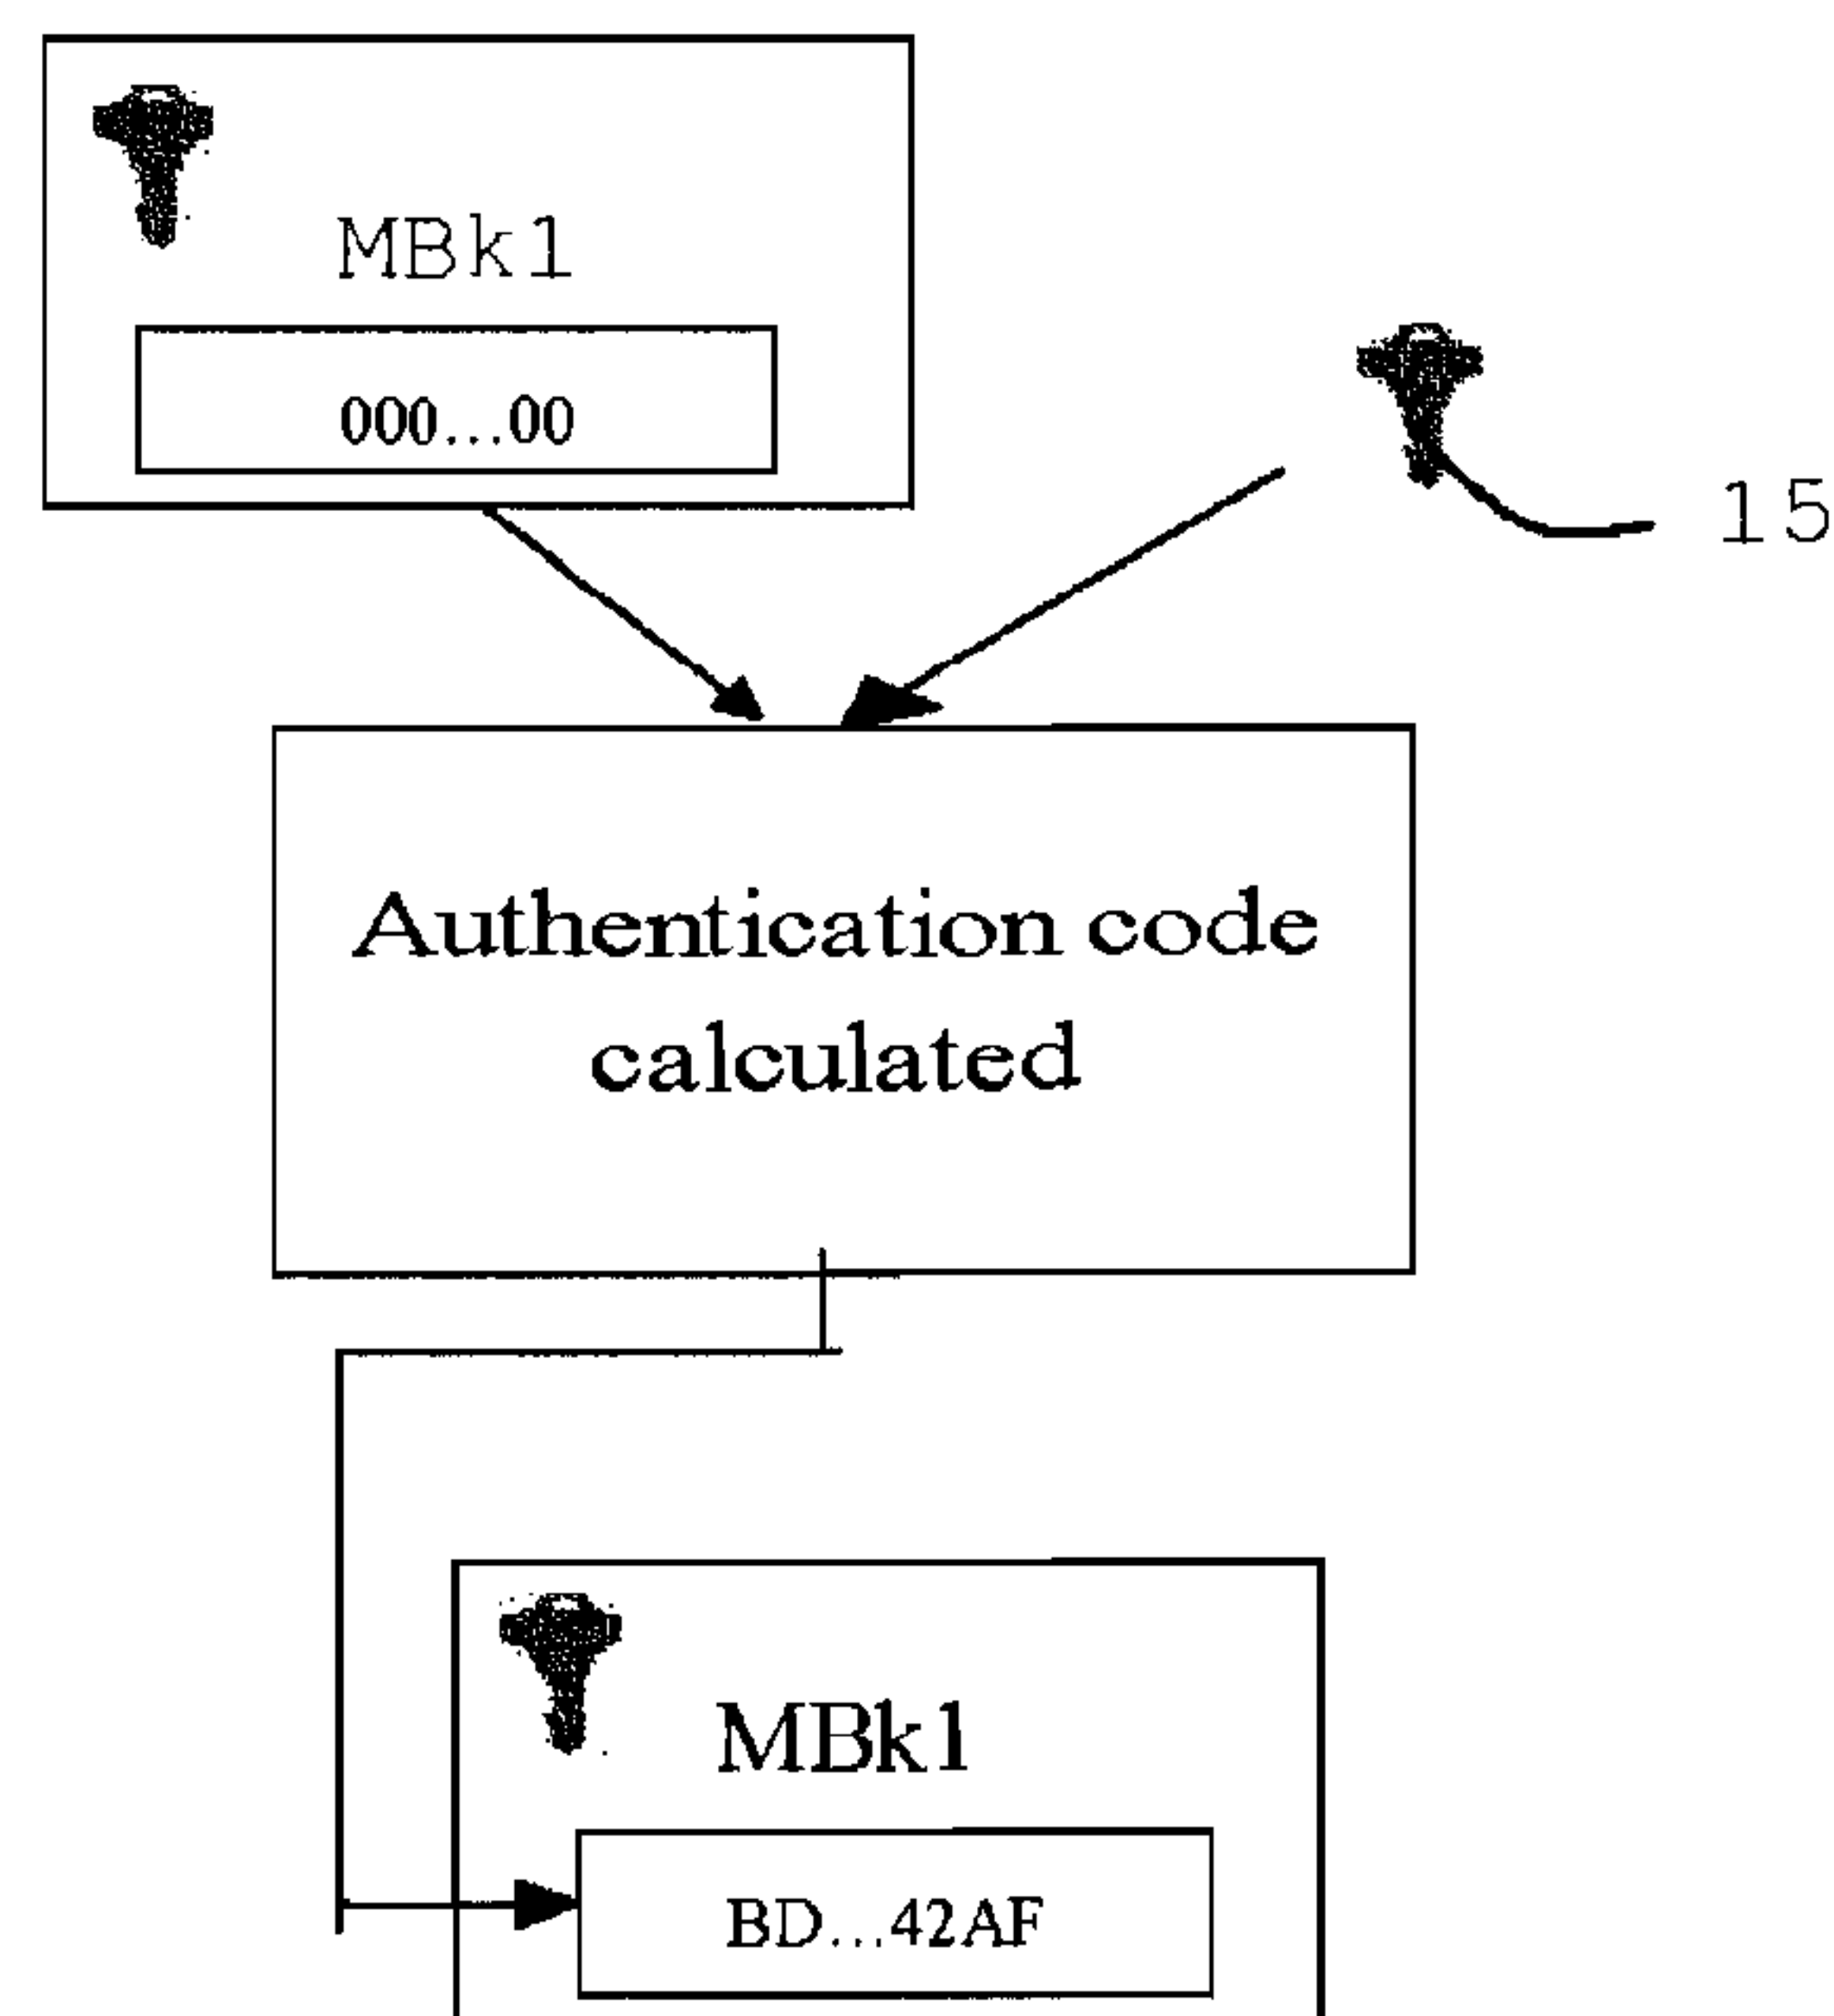 MBk1
000...00
15
Authentication code
calculated
MBk1
BD...42AF